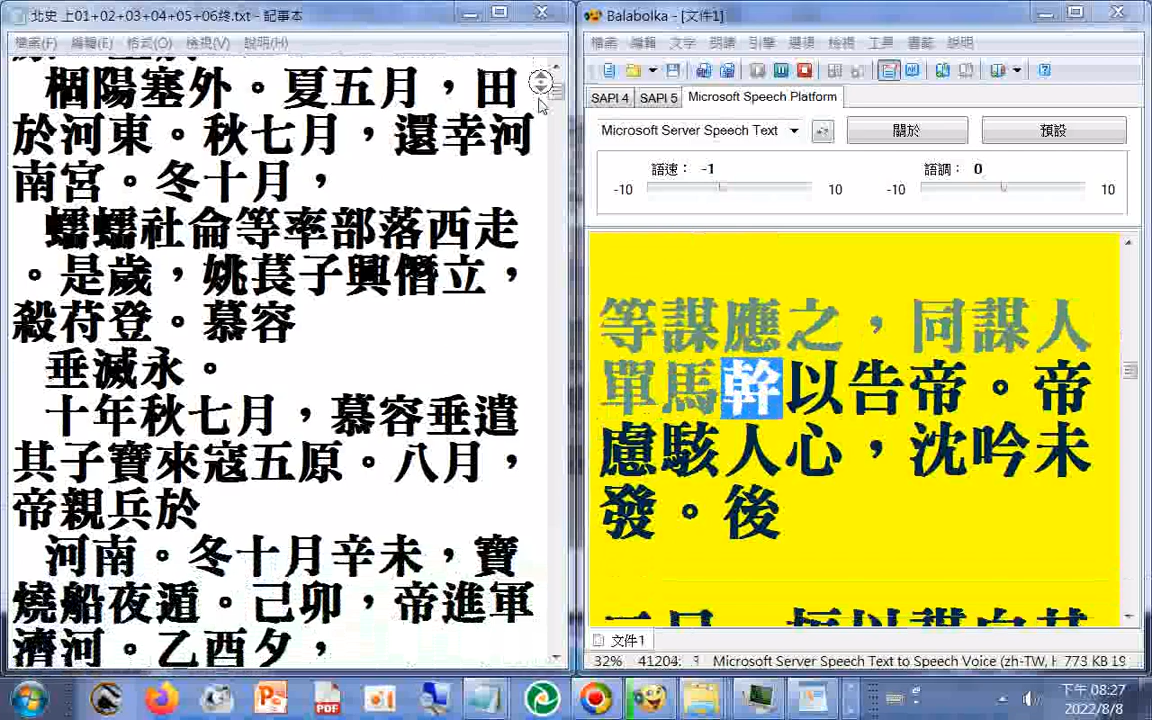 北史 上01+02+03+04+05+06终.txt - 記事本
檔案(F) 編輯(E) 格式(O) 檢視(V) 說明(H)
棝陽塞外。夏五月，田
於河東。秋七月，還幸河
南宮。冬十月，
蠕蠕社崘等率部落西走
。是歲，姚萇子興僭立，
殺苻登。慕容
垂滅永。
十年秋七月，慕容垂遣
其子寶來寇五原。八月，
帝親兵於
河南。冬十月辛未，寶
燒船夜遁。己卯，帝進軍
濟河。乙酉夕，
Balabolka - [文件1]
檔案 編輯 文字 朗讀 引擎 選項 檢視 工具 書籤 說明
SAPI 4 SAPI 5 Microsoft Speech Platform
Microsoft Server Speech Text 關於 預設
語速： -1 語調： 0
-10 10 -10 10
等謀應之，同謀人
單馬幹以告帝。帝
慮駭人心，沈吟未
發。後
文件1
32% 41204: Microsoft Server Speech Text to Speech Voice (zh-TW, H 773 KB 19
下午 08:27
2022/8/8